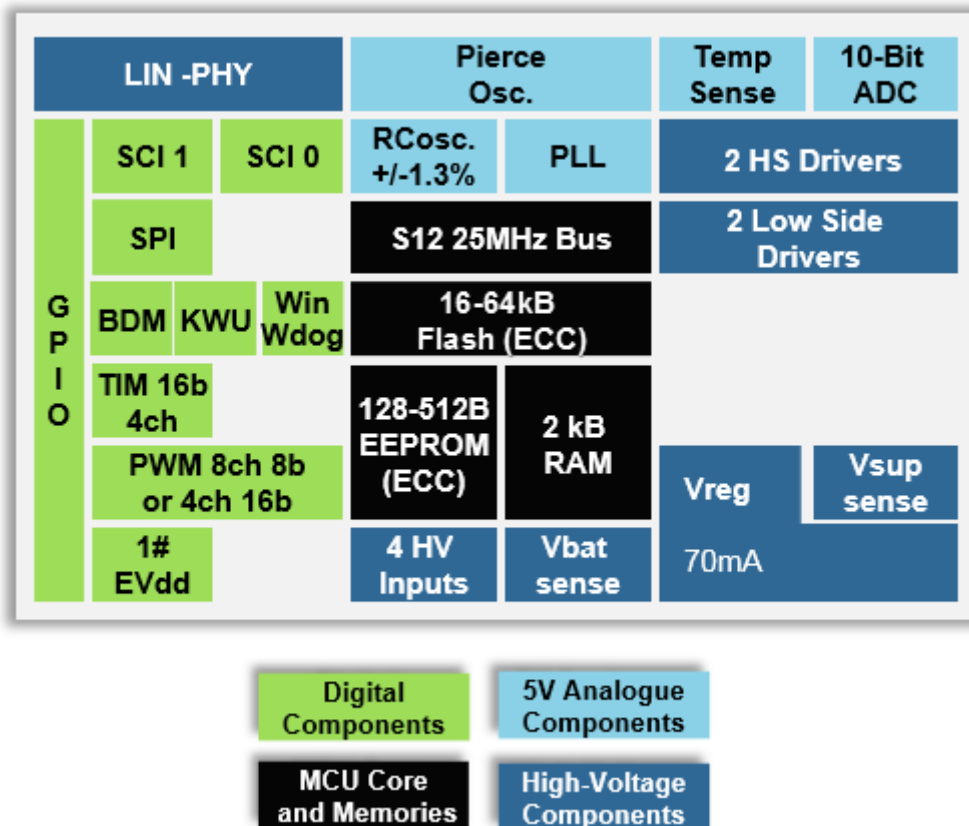 LIN -PHY
Pierce
Osc.
Temp
Sense
10-Bit
ADC
G
P
I
O
SCI 1
SCI 0
RCosc.
+/-1.3%
PLL
2 HS Drivers
SPI
S12 25MHz Bus
2 Low Side
Drivers
BDM
KWU
Win
Wdog
16-64kB
Flash (ECC)
TIM 16b
4ch
128-512B
EEPROM
(ECC)
2 kB
RAM
PWM 8ch 8b
or 4ch 16b
Vreg
70mA
Vsup
sense
1#
EVdd
4 HV
Inputs
Vbat
sense
Digital
Components
5V Analogue
Components
MCU Core
and Memories
High-Voltage
Components